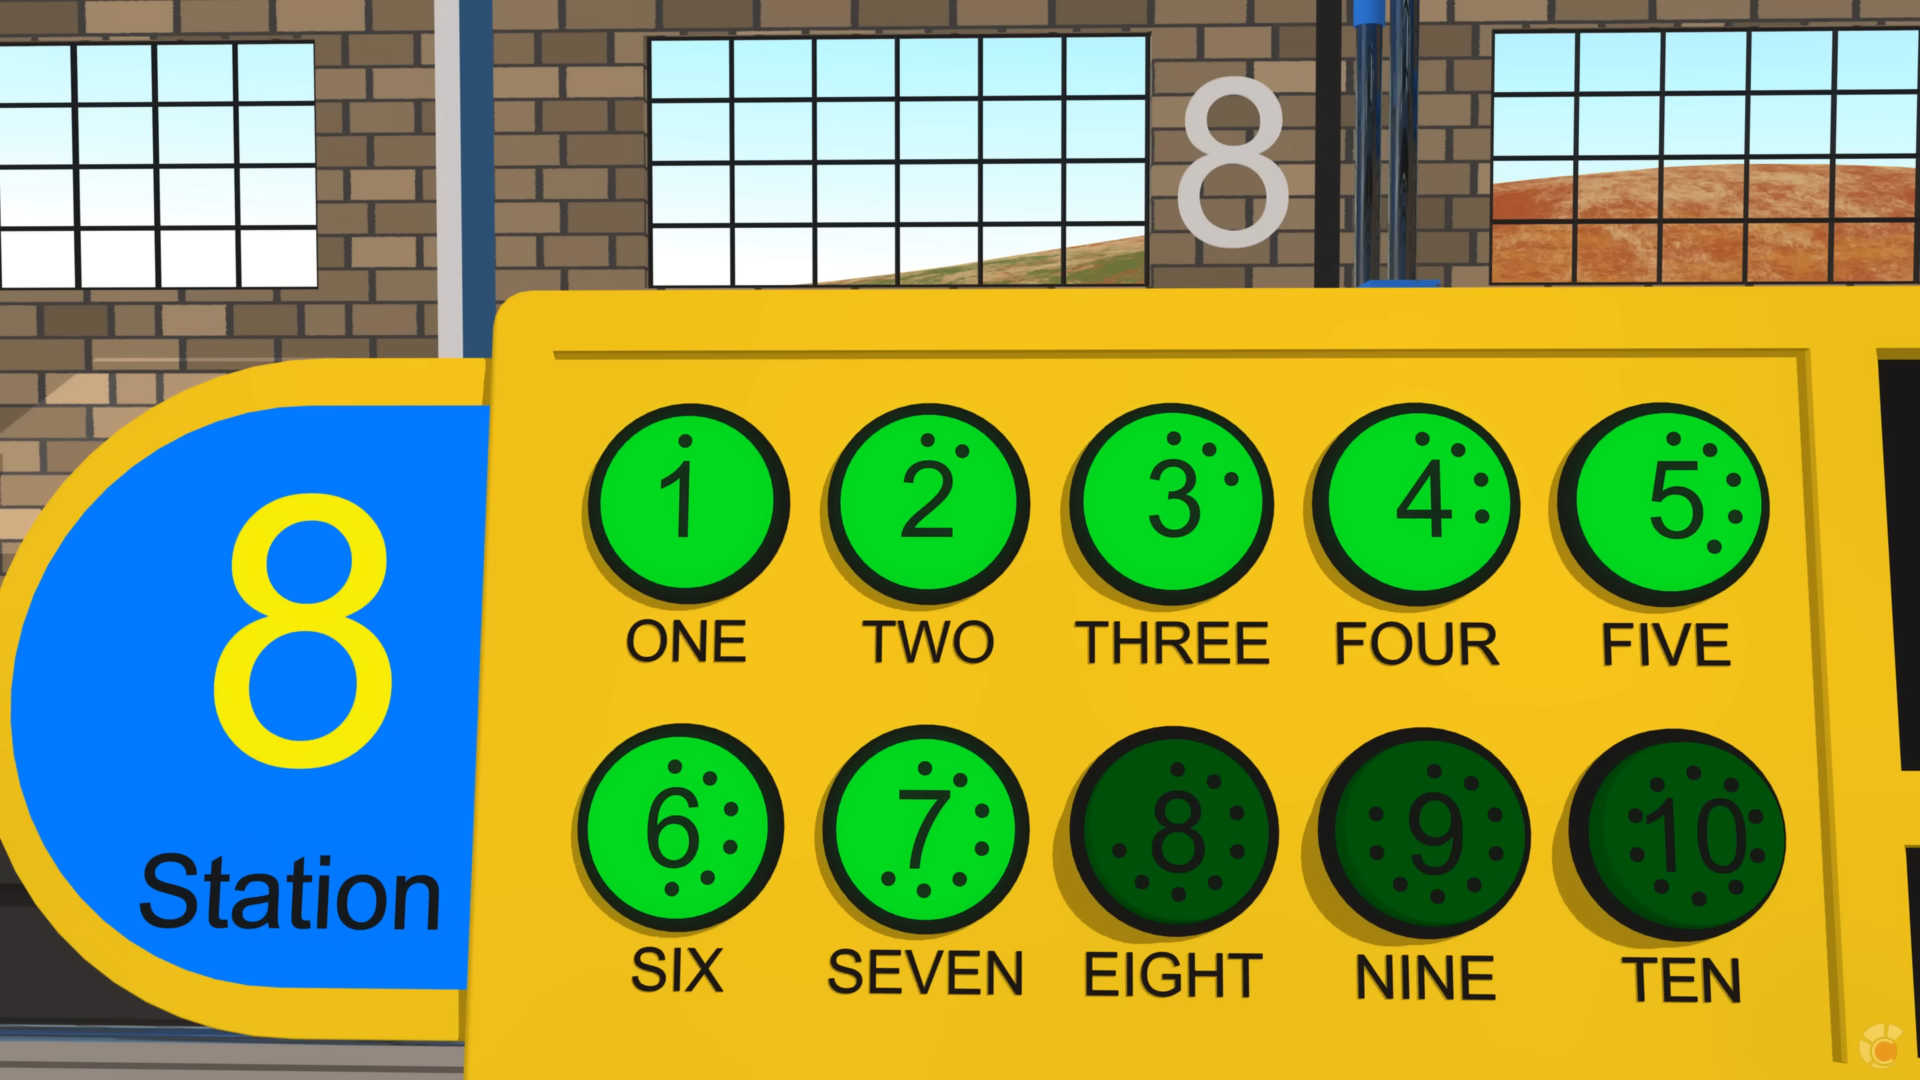 8
8
Station
1 2 3 4 5
ONE TWO THREE FOUR FIVE
6 7 8 9 10
SIX SEVEN EIGHT NINE TEN